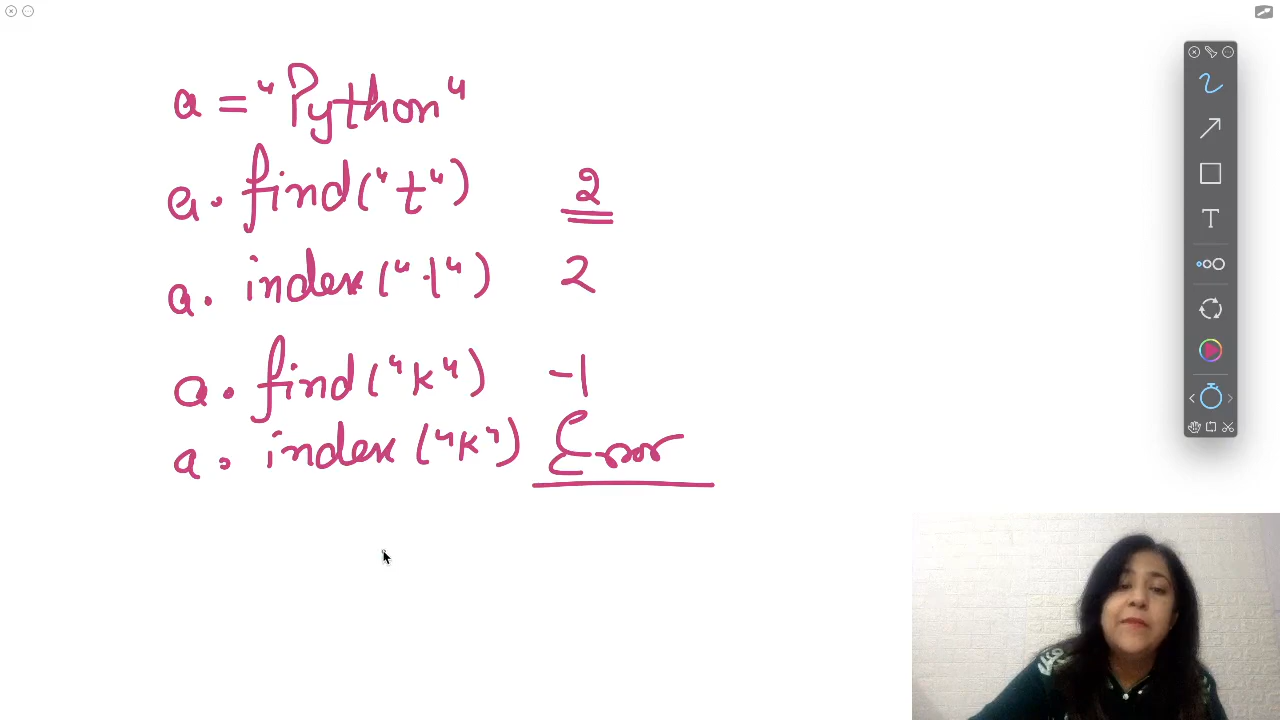 a = "Python"
a. find("t") 2
a. index("t") 2
a. find("k") -1
a. index("k") Error
T